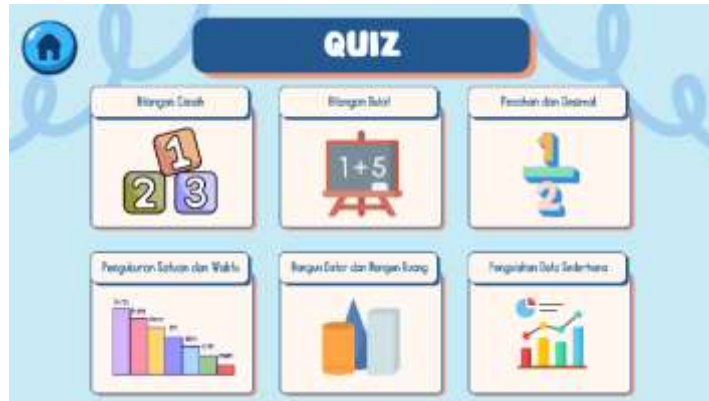 QUIZ
Bilangan Cacah
Bilangan Bulat
Pecahan dan Desimal
1
2 3
1+5
1
2
Pengukuran Satuan dan Waktu
Bangun Datar dan Bangun Ruang
Pengolahan Data Sederhana